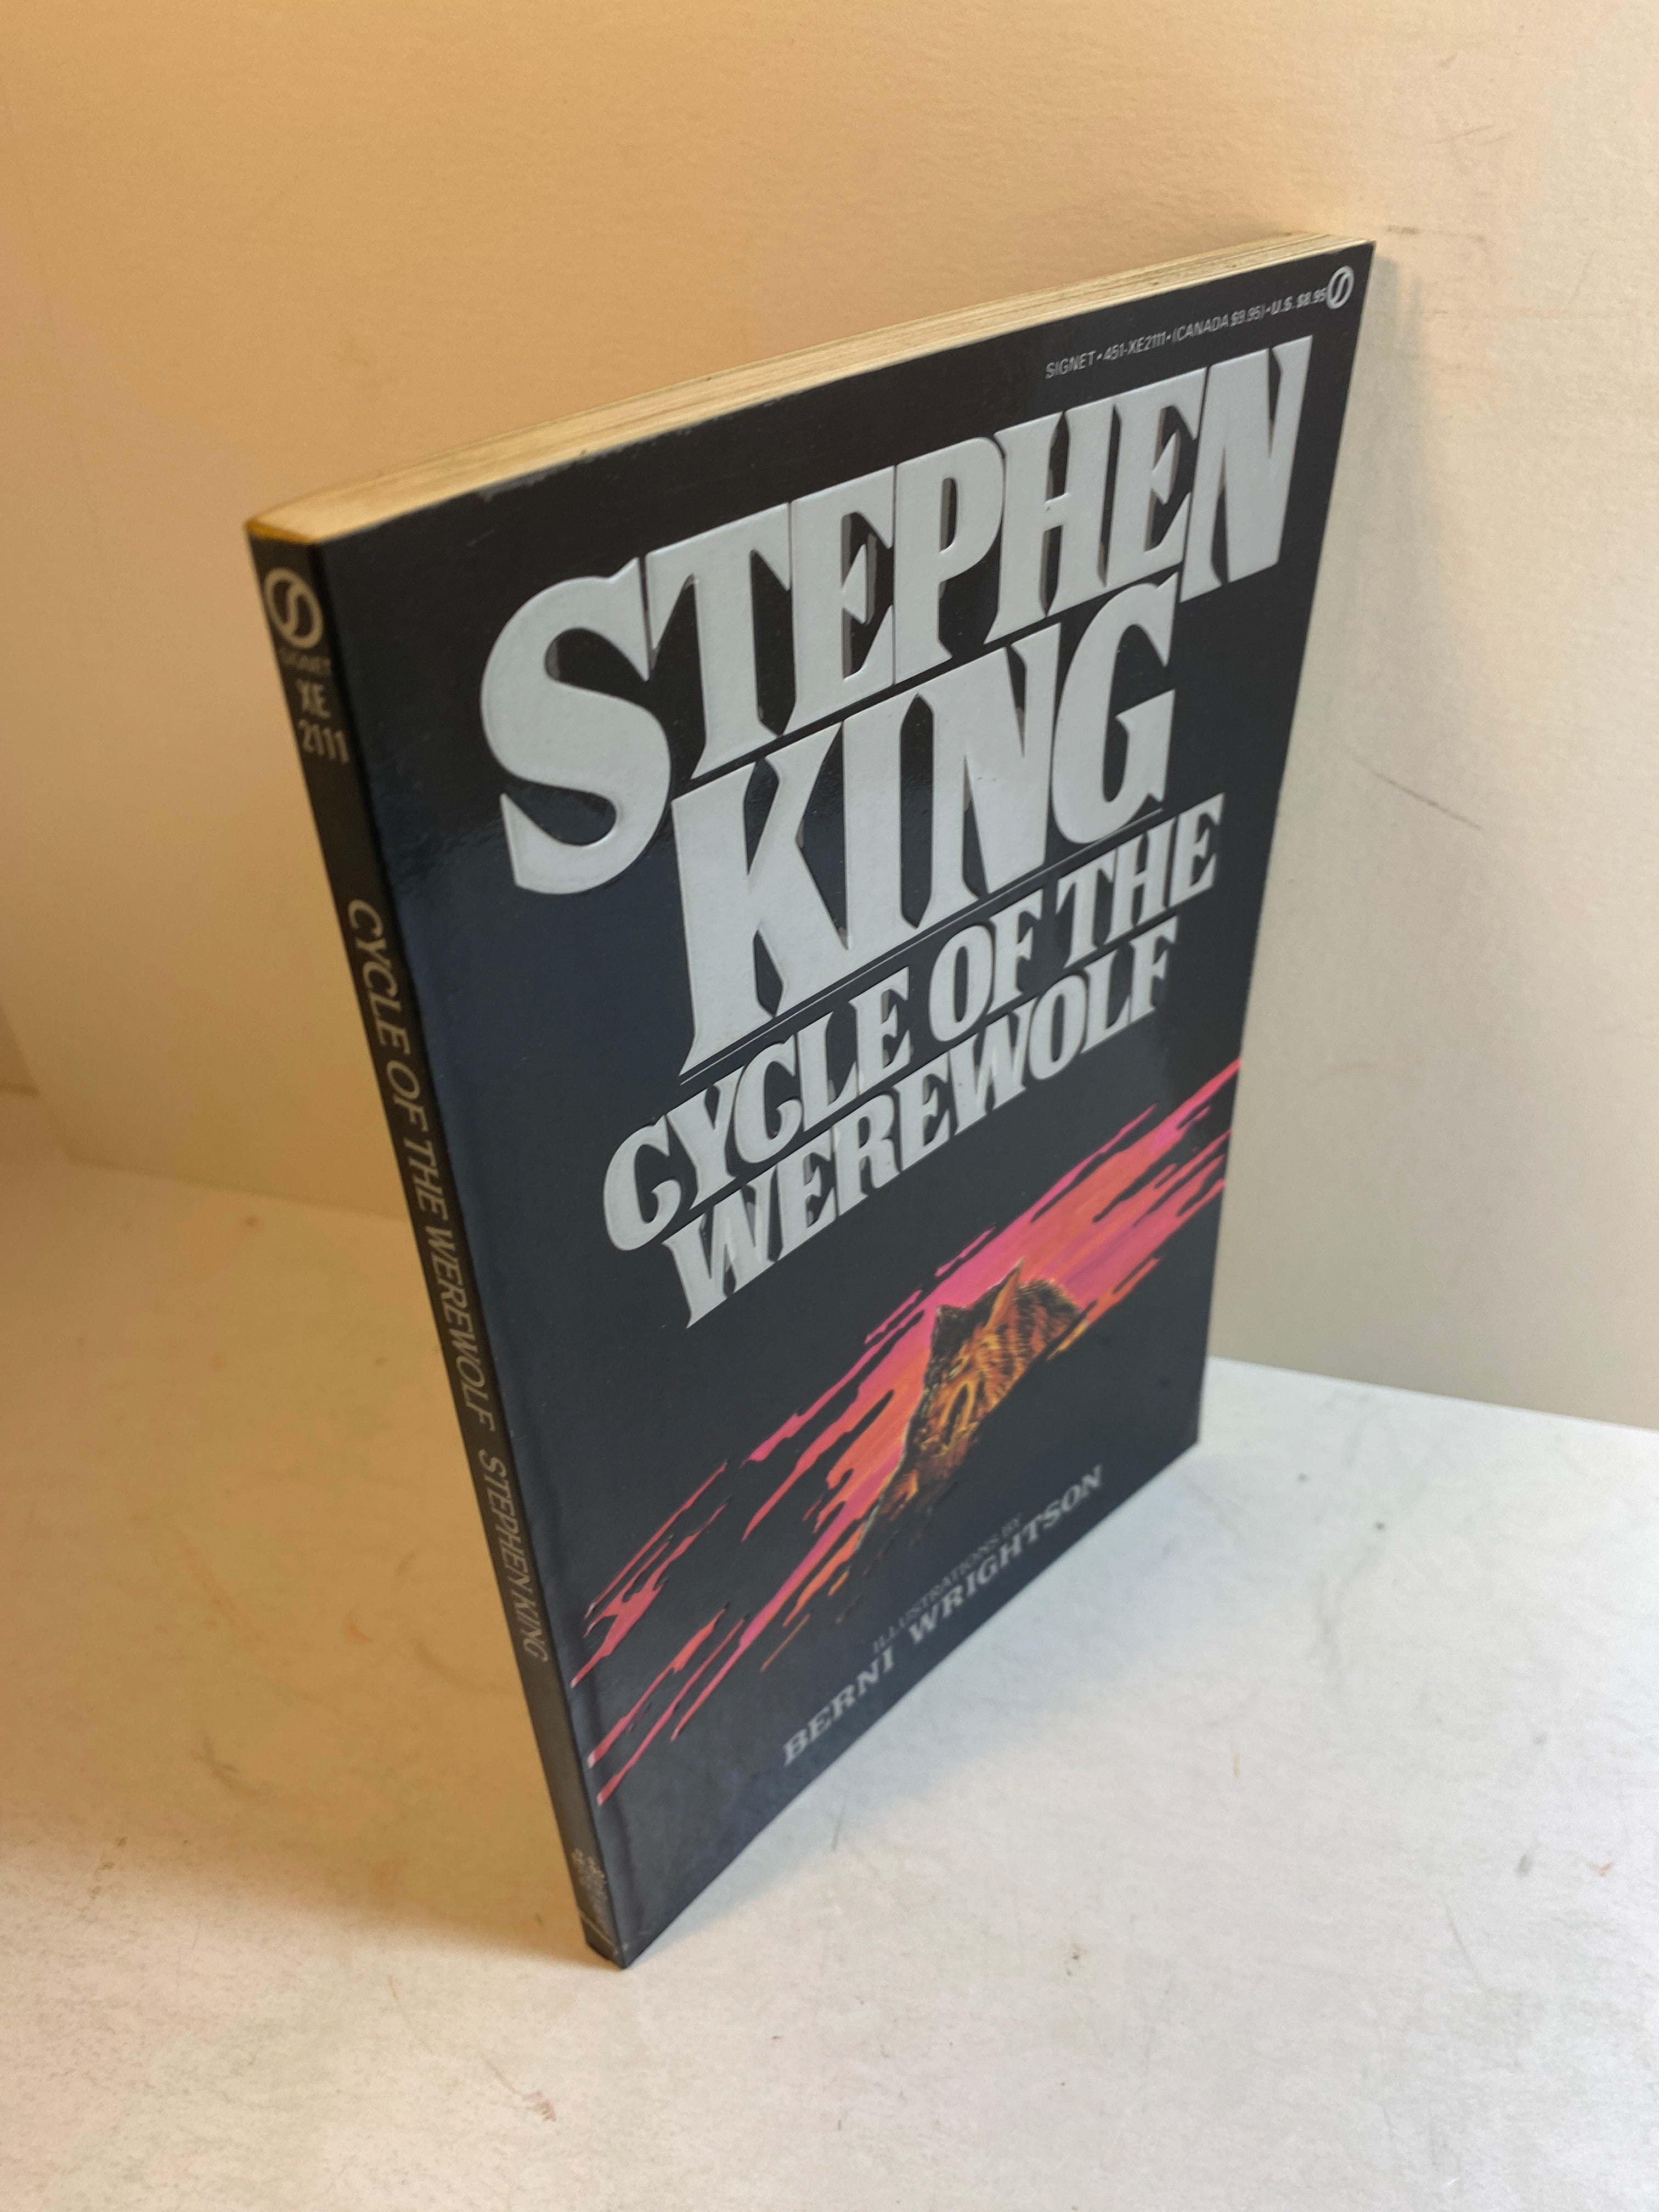 SIGNET • 451-XE2111 • (CANADA $9.95) • U.S. $8.95
STEPHEN
KING
CYCLE OF THE
WEREWOLF
ILLUSTRATIONS BY
BERNI WRIGHTSON
SIGNET
XE
2111
CYCLE OF THE WEREWOLF STEPHEN KING